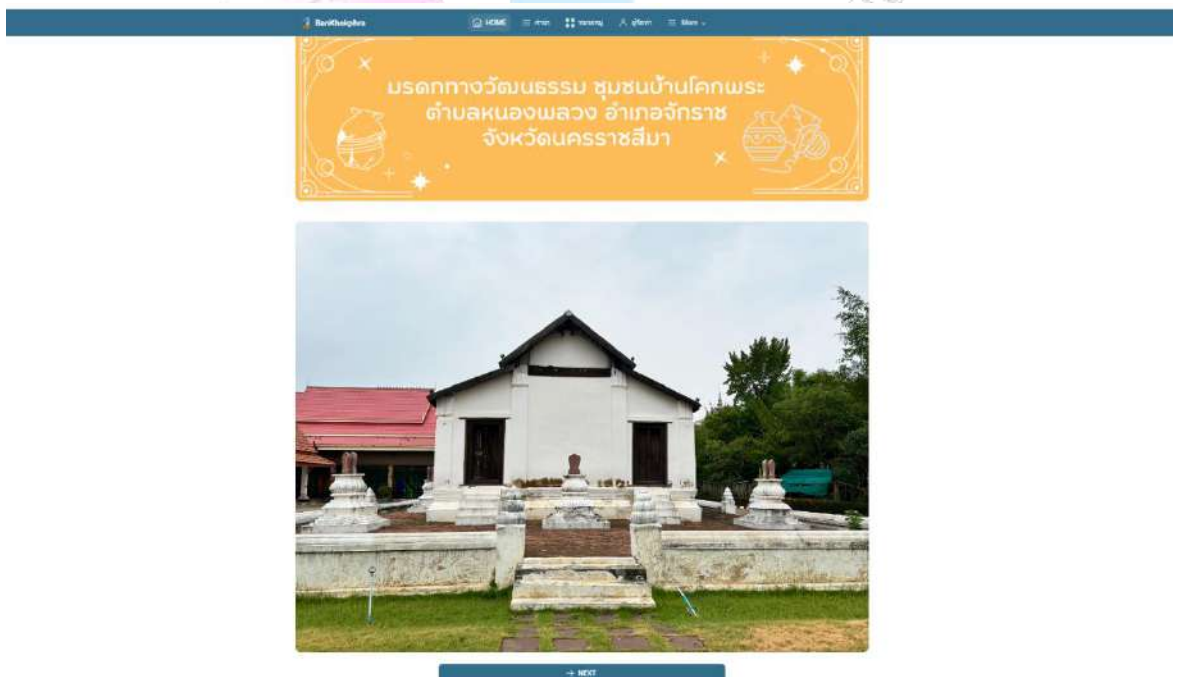 BanKhokphra
HOME
More
มรดกทางวัฒนธรรม ชุมชนบ้านโคกพระ
ตำบลหนองพลวง อำเภอจักราช
จังหวัดนครราชสีมา
→ NEXT